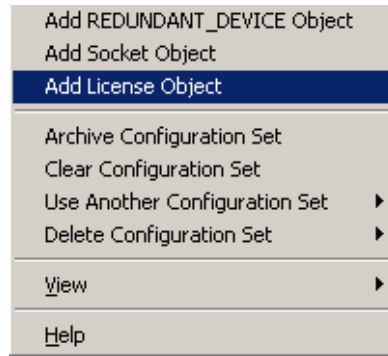 Add REDUNDANT_DEVICE Object
Add Socket Object
Add License Object
Archive Configuration Set
Clear Configuration Set
Use Another Configuration Set
Delete Configuration Set
View
Help